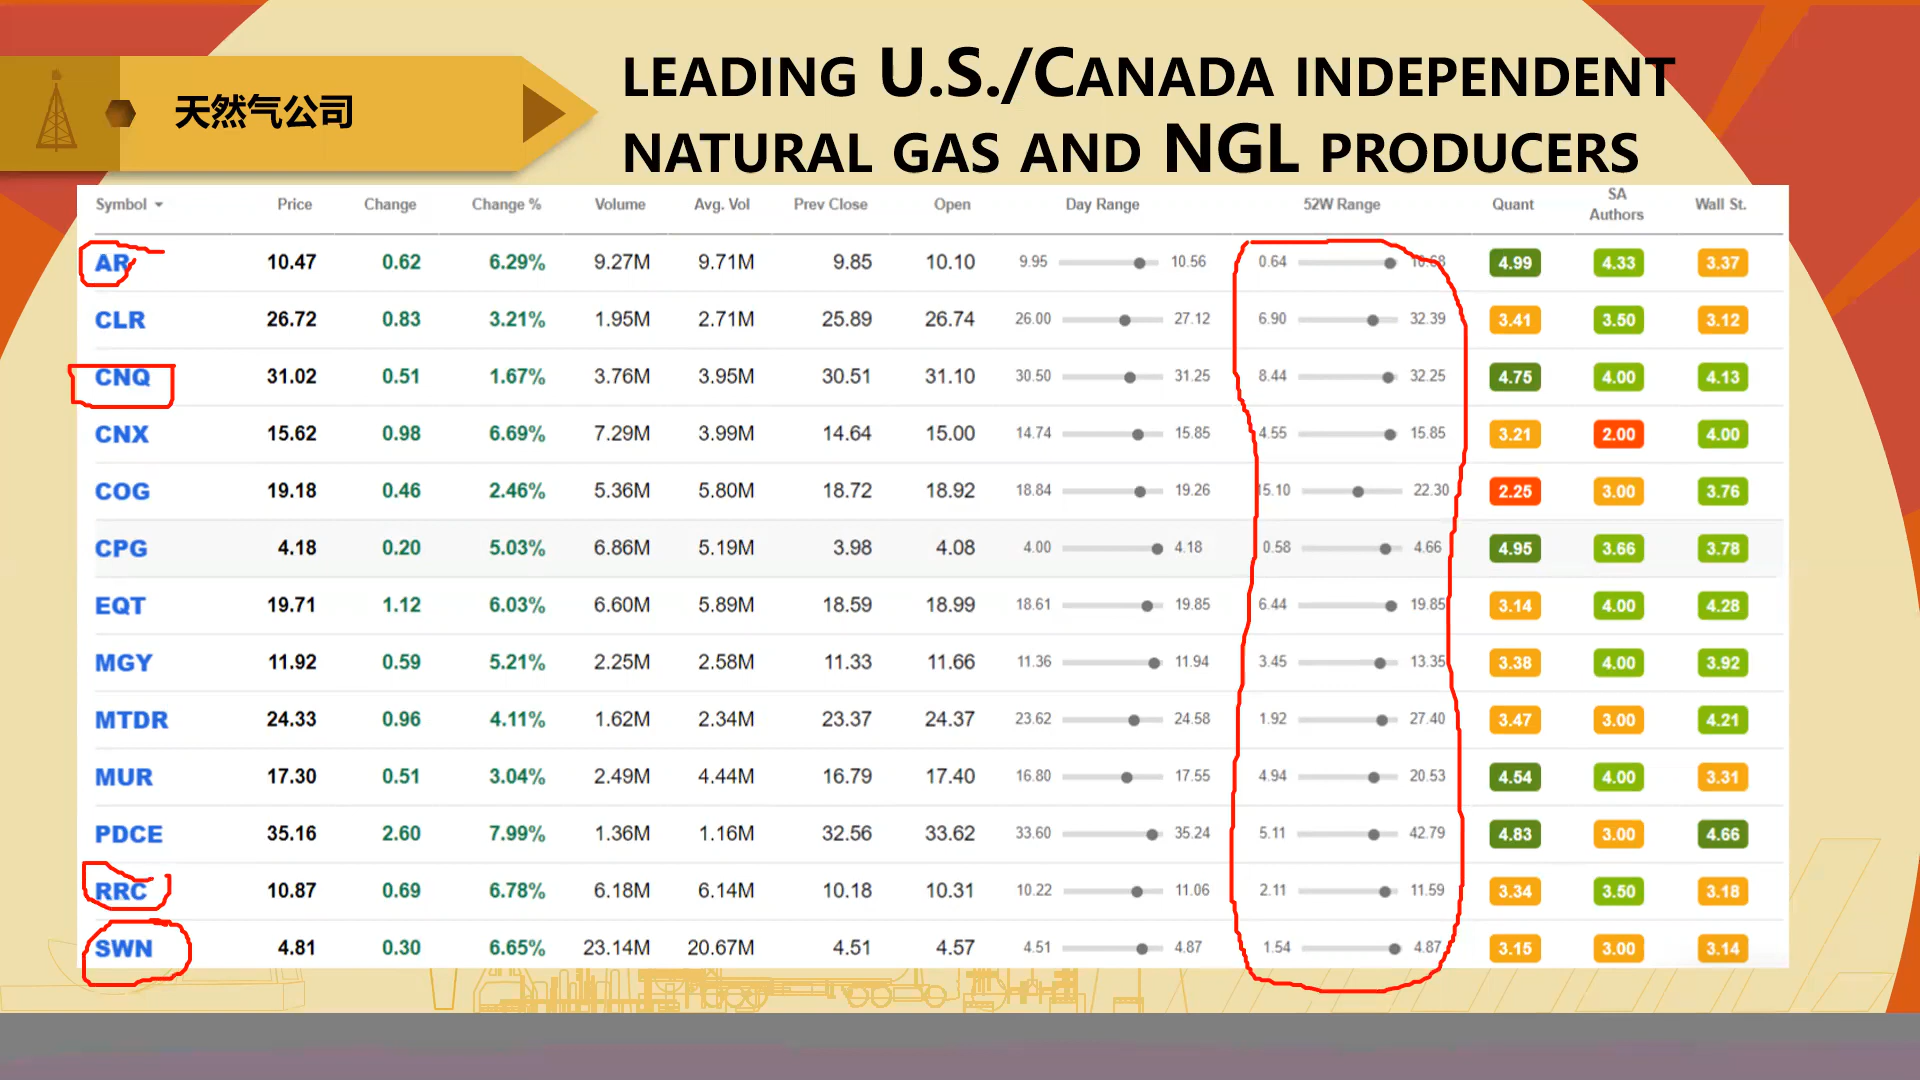 天然气公司
LEADING U.S./CANADA INDEPENDENT
NATURAL GAS AND NGL PRODUCERS
Symbol Price Change Change % Volume Avg. Vol Prev Close Open Day Range 52W Range Quant SA Authors Wall St.
AR 10.47 0.62 6.29% 9.27M 9.71M 9.85 10.10 9.95 10.56 0.64 4.99 4.33 3.37
CLR 26.72 0.83 3.21% 1.95M 2.71M 25.89 26.74 26.00 27.12 6.90 32.39 3.41 3.50 3.12
CNQ 31.02 0.51 1.67% 3.76M 3.95M 30.51 31.10 30.50 31.25 8.44 32.25 4.75 4.00 4.13
CNX 15.62 0.98 6.69% 7.29M 3.99M 14.64 15.00 14.74 15.85 4.55 15.85 3.21 2.00 4.00
COG 19.18 0.46 2.46% 5.36M 5.80M 18.72 18.92 18.84 19.26 15.10 22.30 2.25 3.00 3.76
CPG 4.18 0.20 5.03% 6.86M 5.19M 3.98 4.08 4.00 4.18 0.58 4.66 4.95 3.66 3.78
EQT 19.71 1.12 6.03% 6.60M 5.89M 18.59 18.99 18.61 19.85 6.44 19.85 3.14 4.00 4.28
MGY 11.92 0.59 5.21% 2.25M 2.58M 11.33 11.66 11.36 11.94 3.45 13.35 3.38 4.00 3.92
MTDR 24.33 0.96 4.11% 1.62M 2.34M 23.37 24.37 23.62 24.58 1.92 27.40 3.47 3.00 4.21
MUR 17.30 0.51 3.04% 2.49M 4.44M 16.79 17.40 16.80 17.55 4.94 20.53 4.54 4.00 3.31
PDCE 35.16 2.60 7.99% 1.36M 1.16M 32.56 33.62 33.60 35.24 5.11 42.79 4.83 3.00 4.66
RRC 10.87 0.69 6.78% 6.18M 6.14M 10.18 10.31 10.22 11.06 2.11 11.59 3.34 3.50 3.18
SWN 4.81 0.30 6.65% 23.14M 20.67M 4.51 4.57 4.51 4.87 1.54 4.87 3.15 3.00 3.14